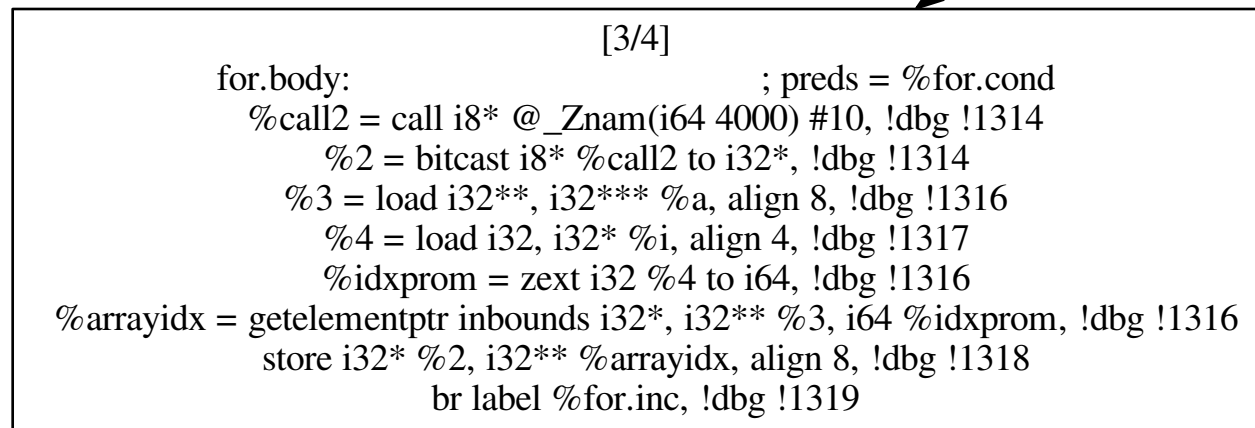 [3/4]
for.body: ; preds = %for.cond
%call2 = call i8* @_Znam(i64 4000) #10, !dbg !1314
%2 = bitcast i8* %call2 to i32*, !dbg !1314
%3 = load i32**, i32*** %a, align 8, !dbg !1316
%4 = load i32, i32* %i, align 4, !dbg !1317
%idxprom = zext i32 %4 to i64, !dbg !1316
%arrayidx = getelementptr inbounds i32*, i32** %3, i64 %idxprom, !dbg !1316
store i32* %2, i32** %arrayidx, align 8, !dbg !1318
br label %for.inc, !dbg !1319